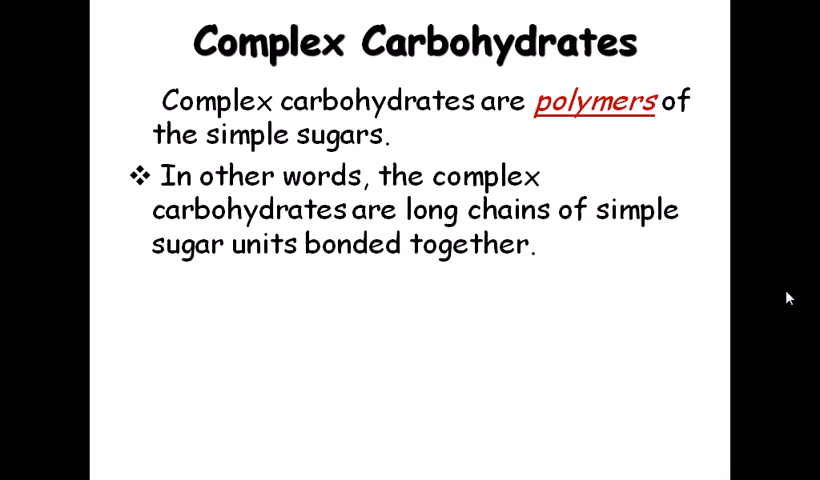 Complex Carbohydrates
Complex carbohydrates are polymers of
the simple sugars.
❖ In other words, the complex
carbohydrates are long chains of simple
sugar units bonded together.